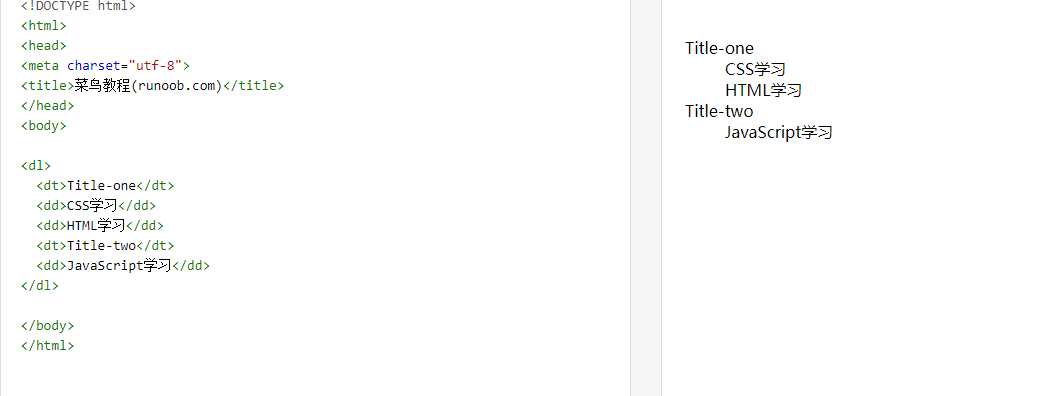 <!DOCTYPE html>
<html>
<head>
<meta charset="utf-8">
<title>菜鸟教程(runoob.com)</title>
</head>
<body>
<dl>
<dt>Title-one</dt>
<dd>CSS学习</dd>
<dd>HTML学习</dd>
<dt>Title-two</dt>
<dd>JavaScript学习</dd>
</dl>
</body>
</html>
Title-one
CSS学习
HTML学习
Title-two
JavaScript学习